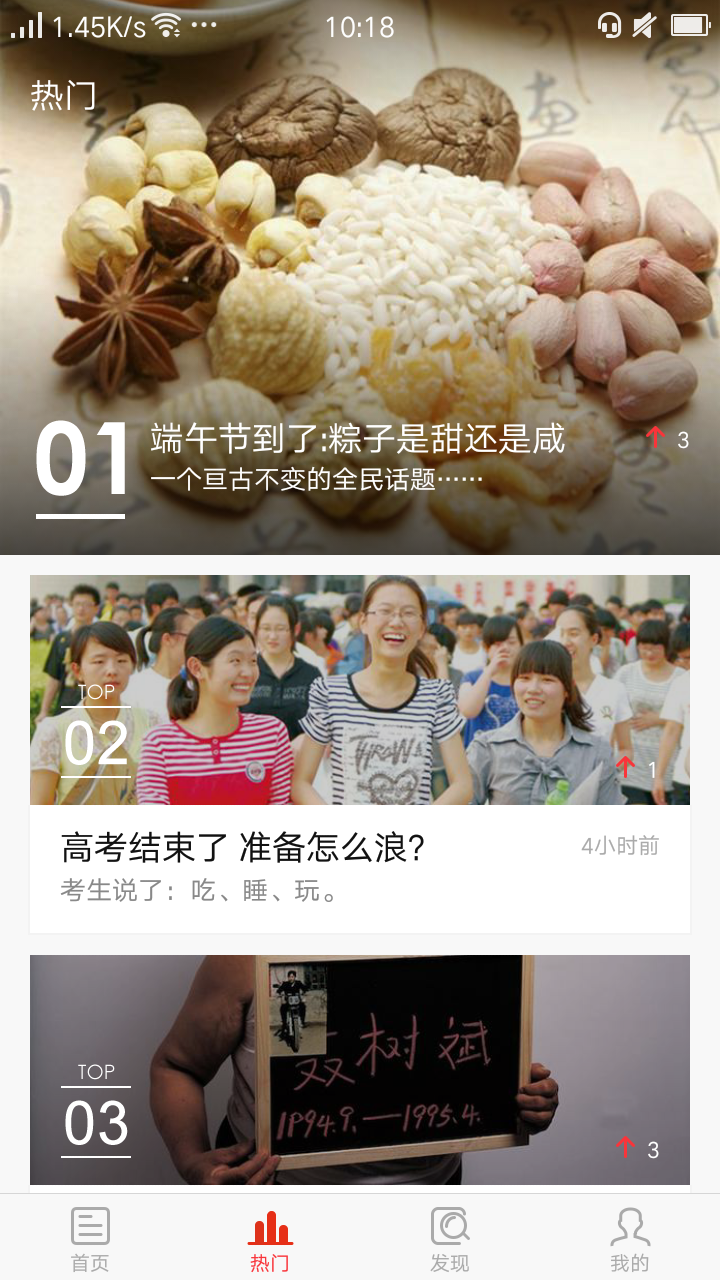 1.45K/s
10:18
热门
01
端午节到了:粽子是甜还是咸
3
一个亘古不变的全民话题……
TOP
02
1
高考结束了 准备怎么浪?
4小时前
考生说了：吃、睡、玩。
双树斌
1994.9.—1995.4.
TOP
03
3
首页
热门
发现
我的